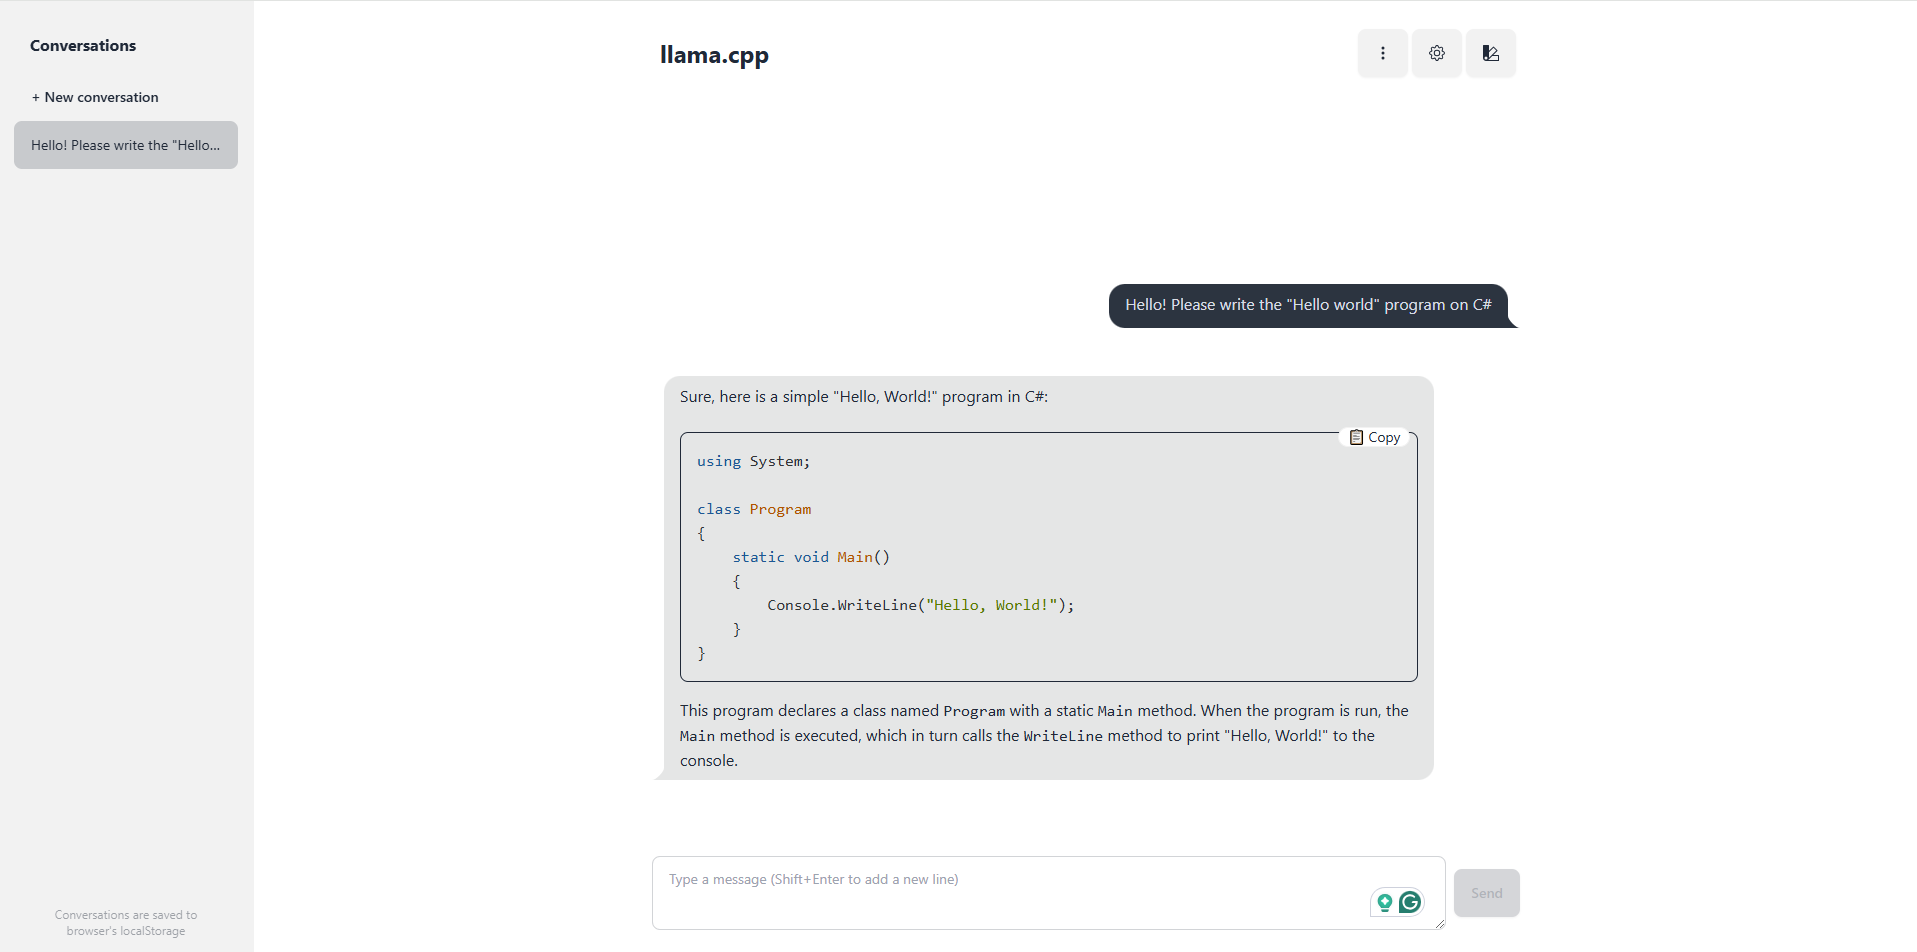 Conversations
+ New conversation
Hello! Please write the "Hello...
Conversations are saved to
browser's localStorage
llama.cpp
Hello! Please write the "Hello world" program on C#
Sure, here is a simple "Hello, World!" program in C#:
Copy
using System;
class Program
{
    static void Main()
    {
        Console.WriteLine("Hello, World!");
    }
}
This program declares a class named Program with a static Main method. When the program is run, the
Main method is executed, which in turn calls the WriteLine method to print "Hello, World!" to the
console.
Type a message (Shift+Enter to add a new line)
Send